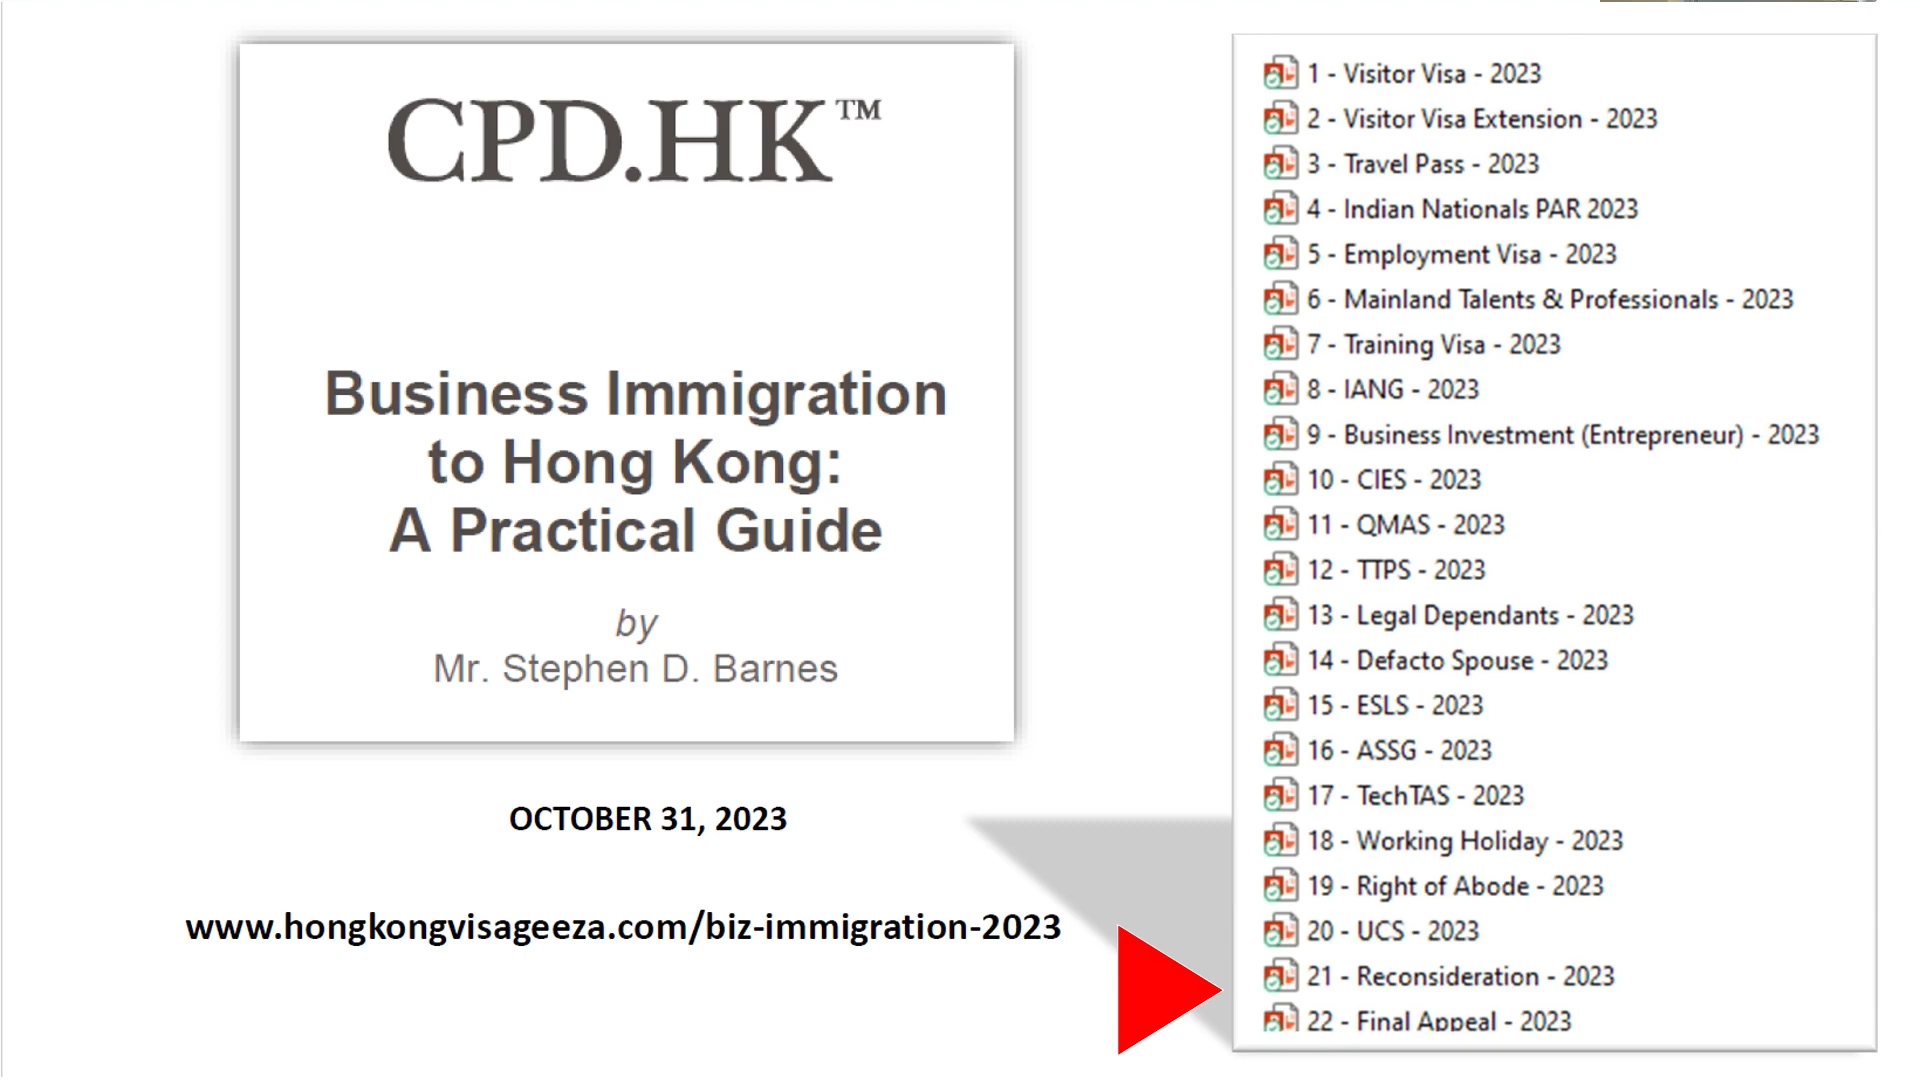 CPD.HK™
Business Immigration
to Hong Kong:
A Practical Guide
by
Mr. Stephen D. Barnes
OCTOBER 31, 2023
www.hongkongvisageeza.com/biz-immigration-2023
1 - Visitor Visa - 2023
2 - Visitor Visa Extension - 2023
3 - Travel Pass - 2023
4 - Indian Nationals PAR 2023
5 - Employment Visa - 2023
6 - Mainland Talents & Professionals - 2023
7 - Training Visa - 2023
8 - IANG - 2023
9 - Business Investment (Entrepreneur) - 2023
10 - CIES - 2023
11 - QMAS - 2023
12 - TTPS - 2023
13 - Legal Dependants - 2023
14 - Defacto Spouse - 2023
15 - ESLS - 2023
16 - ASSG - 2023
17 - TechTAS - 2023
18 - Working Holiday - 2023
19 - Right of Abode - 2023
20 - UCS - 2023
21 - Reconsideration - 2023
22 - Final Appeal - 2023